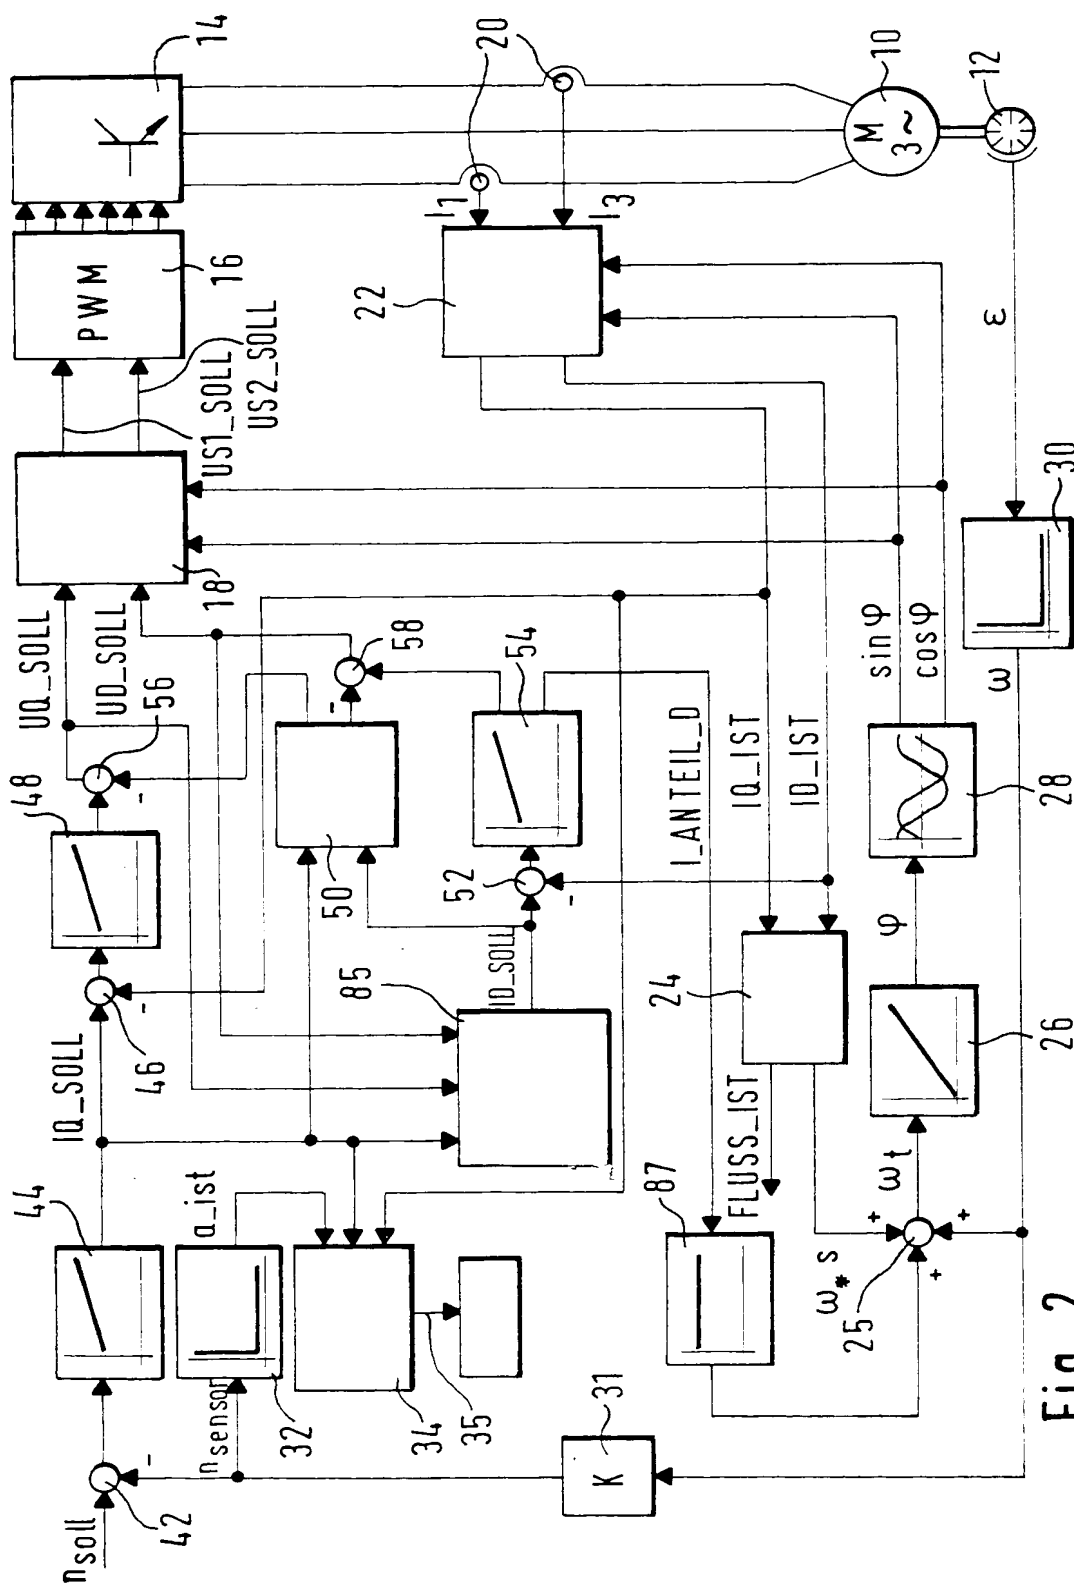 14
PWM
16
US1_SOLL
US2_SOLL
18
UQ_SOLL
UD_SOLL
56
-
48
58
-
54
50
52
-
46
-
IQ_SOLL
ID_SOLL
85
44
a_ist
n_sensor
32
34
35
42
-
n_soll
20
I1
I3
22
M
3~
10
12
ε
30
ω
sin φ
cos φ
28
φ
26
ωt
I_ANTEIL_D
IQ_IST
ID_IST
24
FLUSS_IST
87
ω*s
+
+
+
25
31
K
Fig. 2